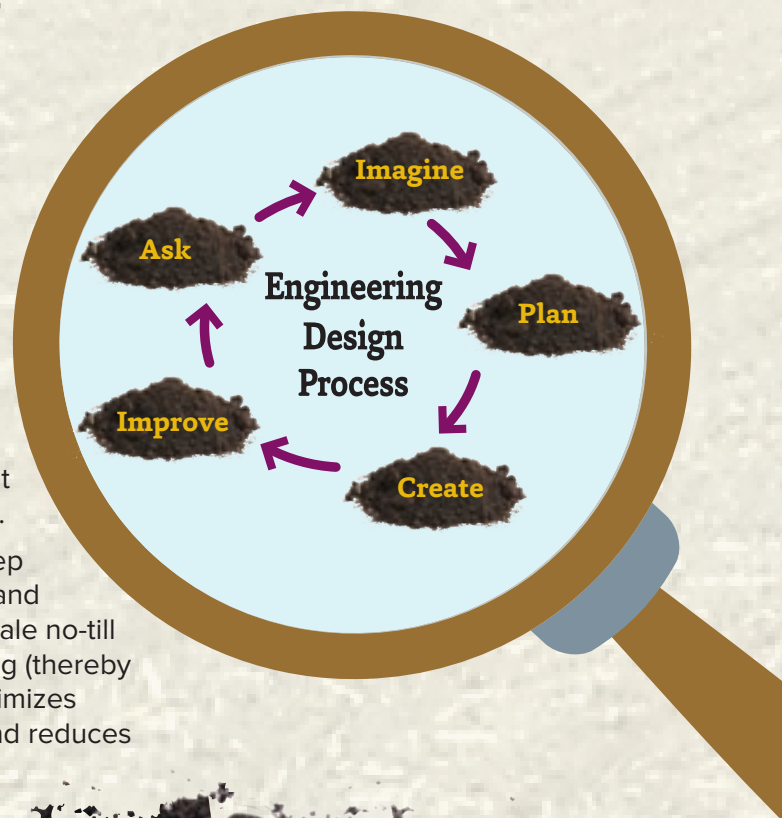 Imagine
Ask
Engineering
Design
Process
Plan
Improve
Create
t
.
ep
and
ale no-till
g (thereby
imizes
nd reduces